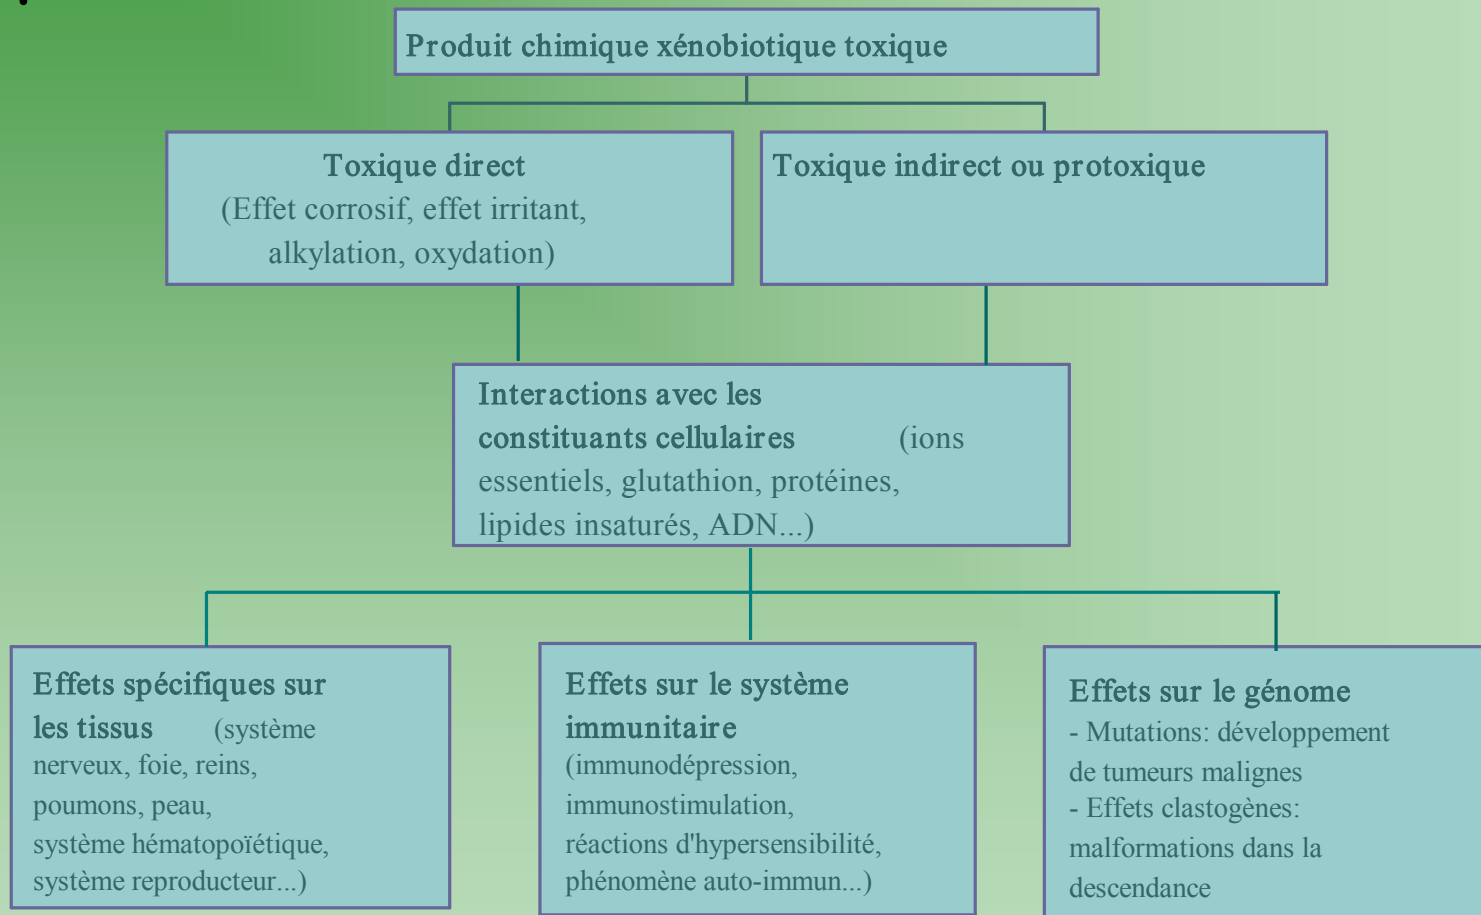 Produit chimique xénobiotique toxique
Toxique direct
(Effet corrosif, effet irritant,
alkylation, oxydation)
Toxique indirect ou protoxique
Interactions avec les
constituants cellulaires (ions
essentiels, glutathion, protéines,
lipides insaturés, ADN...)
Effets spécifiques sur
les tissus (système
nerveux, foie, reins,
poumons, peau,
système hématopoïétique,
système reproducteur...)
Effets sur le système
immunitaire
(immunodépression,
immunostimulation,
réactions d'hypersensibilité,
phénomène auto-immun...)
Effets sur le génome
- Mutations: développement
de tumeurs malignes
- Effets clastogènes:
malformations dans la
descendance